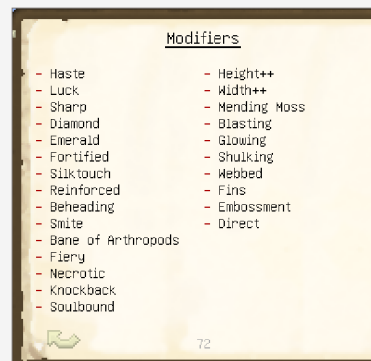 Modifiers
- Haste
- Luck
- Sharp
- Diamond
- Emerald
- Fortified
- Silktouch
- Reinforced
- Beheading
- Smite
- Bane of Arthropods
- Fiery
- Necrotic
- Knockback
- Soulbound
- Height++
- Width++
- Mending Moss
- Blasting
- Glowing
- Shulking
- Webbed
- Fins
- Embossment
- Direct
72